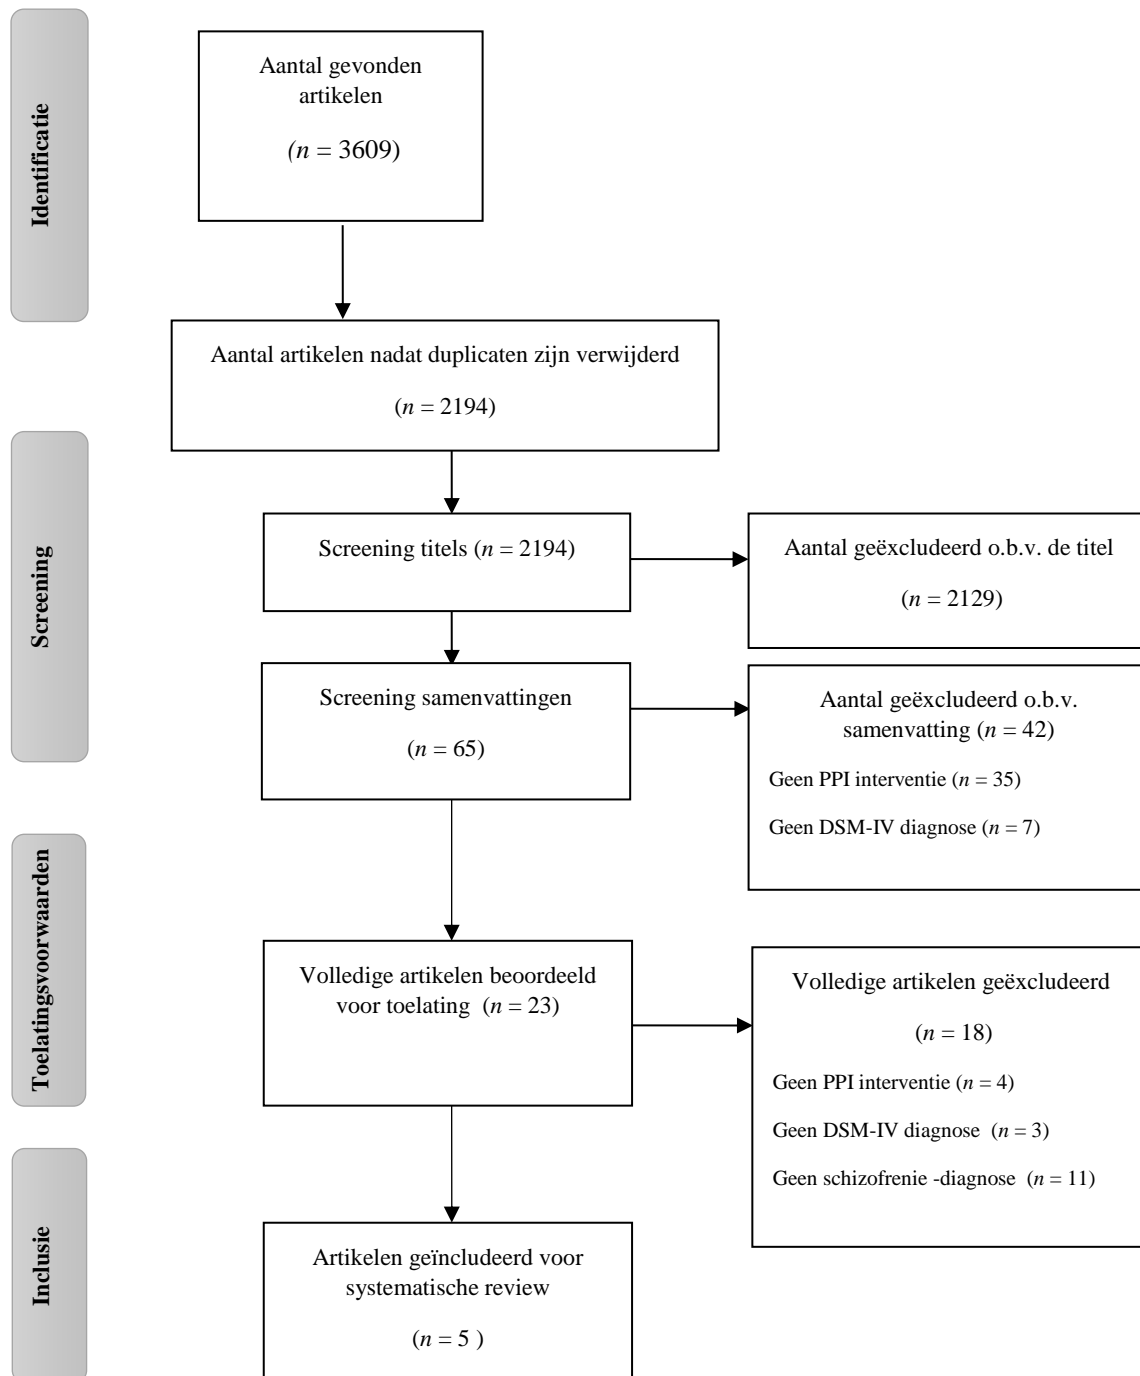 Identificatie
Aantal gevonden
artikelen
(n = 3609)
Aantal artikelen nadat duplicaten zijn verwijderd
(n = 2194)
Screening
Screening titels (n = 2194)
Aantal geëxcludeerd o.b.v. de titel
(n = 2129)
Screening samenvattingen
(n = 65)
Aantal geëxcludeerd o.b.v.
samenvatting (n = 42)
Geen PPI interventie (n = 35)
Geen DSM-IV diagnose (n = 7)
Toelatingsvoorwaarden
Volledige artikelen beoordeeld
voor toelating (n = 23)
Volledige artikelen geëxcludeerd
(n = 18)
Geen PPI interventie (n = 4)
Geen DSM-IV diagnose (n = 3)
Geen schizofrenie -diagnose (n = 11)
Inclusie
Artikelen geïncludeerd voor
systematische review
(n = 5 )